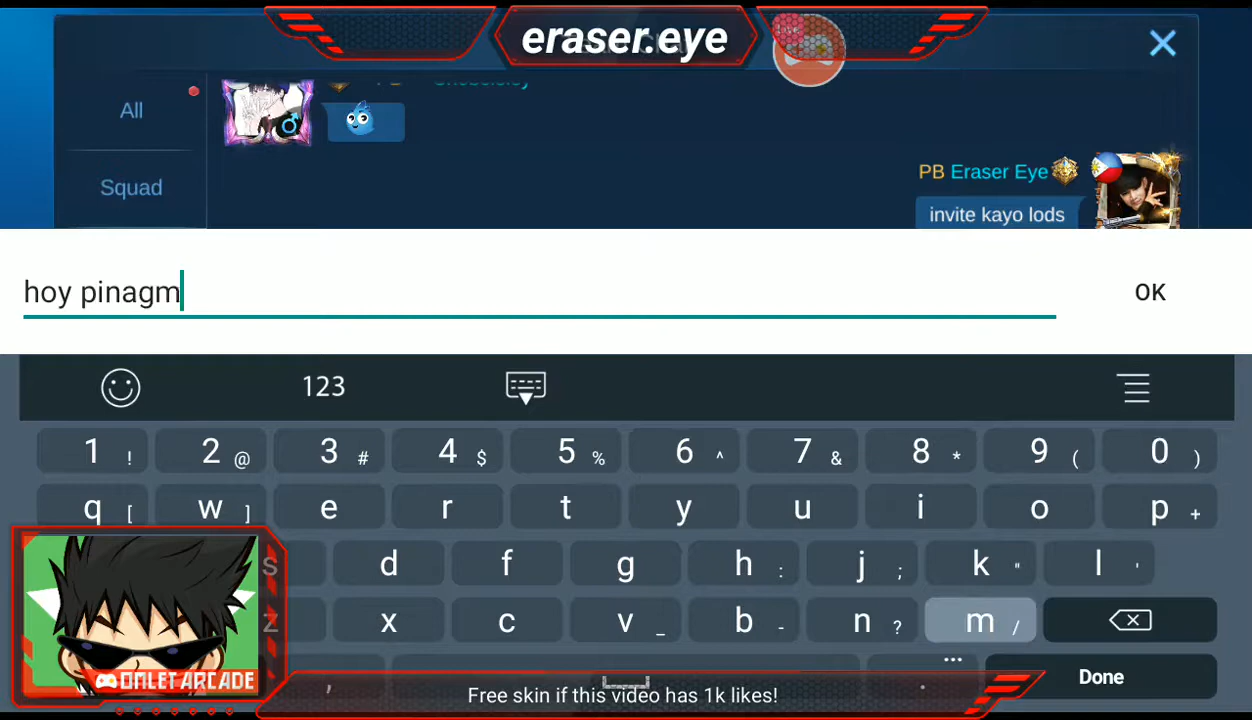 eraser.eye
All
Squad
PB Eraser Eye
invite kayo lods
hoy pinagm
OK
123
1 ! 2 @ 3 # 4 $ 5 % 6 ^ 7 & 8 * 9 ( 0 )
q [ w ] e r t y u i o p +
s d f g h : j ; k " l '
z x c v _ b - n ? m /
, . ... Done
OMLET ARCADE
Free skin if this video has 1k likes!